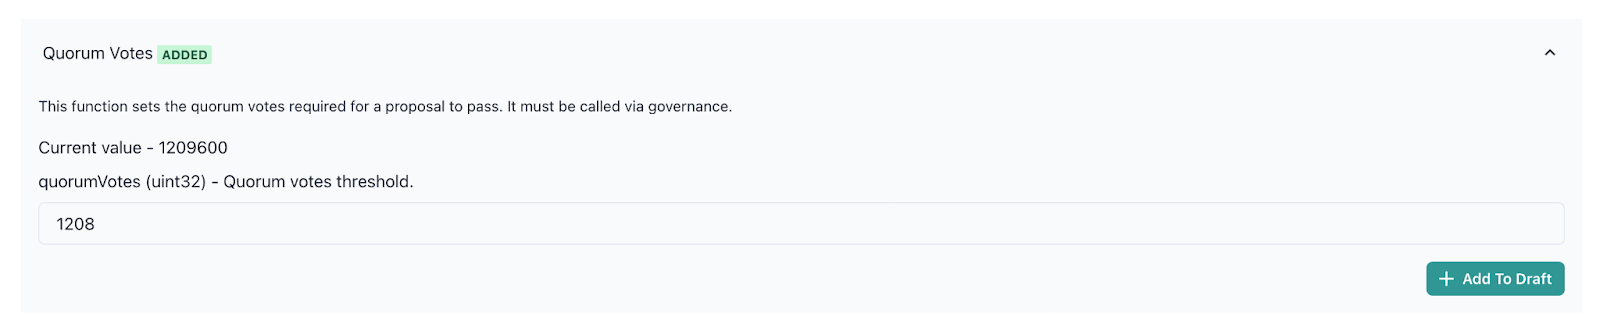 Quorum Votes ADDED
This function sets the quorum votes required for a proposal to pass. It must be called via governance.
Current value - 1209600
quorumVotes (uint32) - Quorum votes threshold.
1208
+ Add To Draft